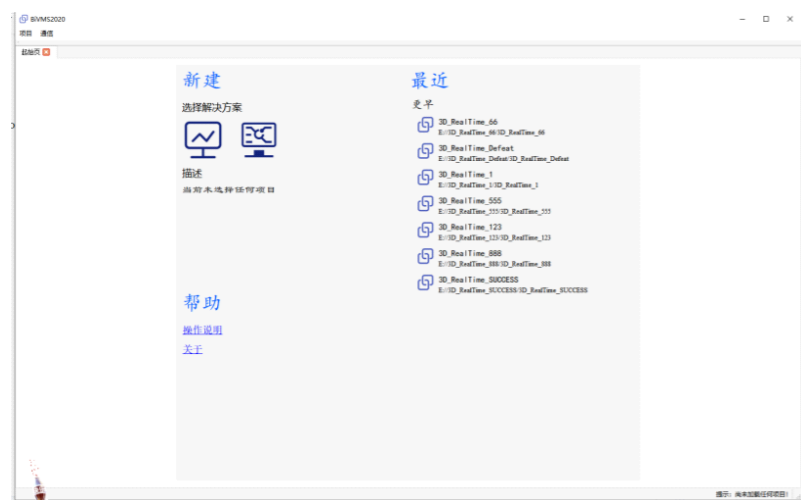 BiVMS2020
项目 通信
起始页
新建
选择解决方案
描述
当前未选择任何项目
帮助
操作说明
关于
最近
更早
3D_RealTime_66
E://3D_RealTime_66/3D_RealTime_66
3D_RealTime_Defeat
E://3D_RealTime_Defeat/3D_RealTime_Defeat
3D_RealTime_1
E://3D_RealTime_1/3D_RealTime_1
3D_RealTime_555
E://3D_RealTime_555/3D_RealTime_555
3D_RealTime_123
E://3D_RealTime_123/3D_RealTime_123
3D_RealTime_888
E://3D_RealTime_888/3D_RealTime_888
3D_RealTime_SUCCESS
E://3D_RealTime_SUCCESS/3D_RealTime_SUCCESS
提示：尚未加载任何项目!